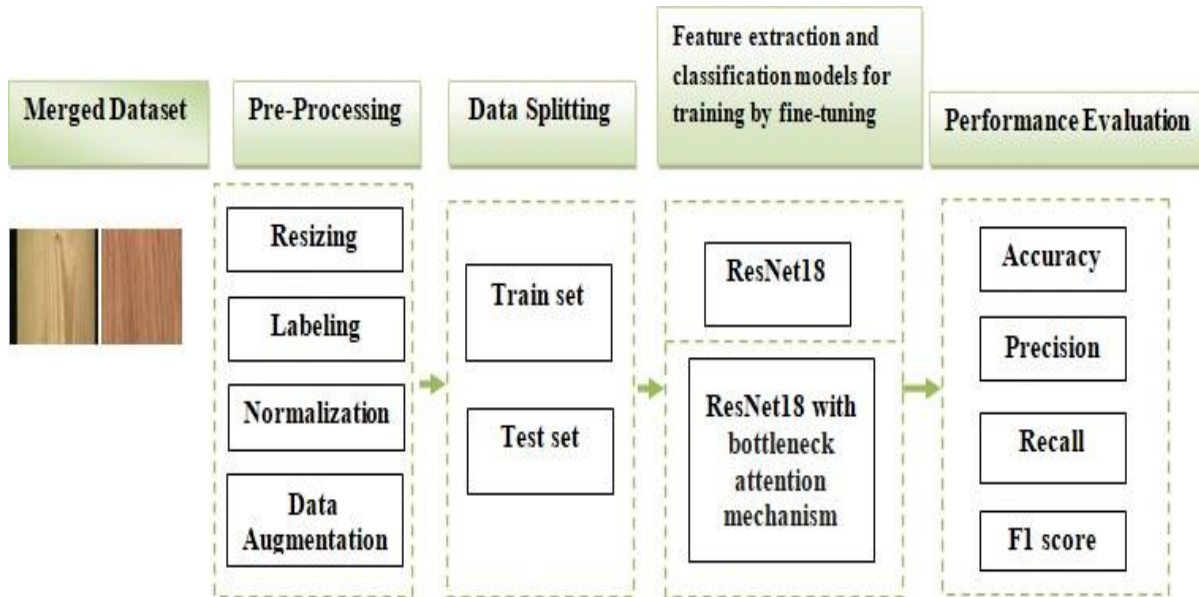 Merged Dataset
Pre-Processing
Resizing
Labeling
Normalization
Data
Augmentation
Data Splitting
Train set
Test set
Feature extraction and
classification models for
training by fine-tuning
ResNet18
ResNet18 with
bottleneck
attention
mechanism
Performance Evaluation
Accuracy
Precision
Recall
F1 score